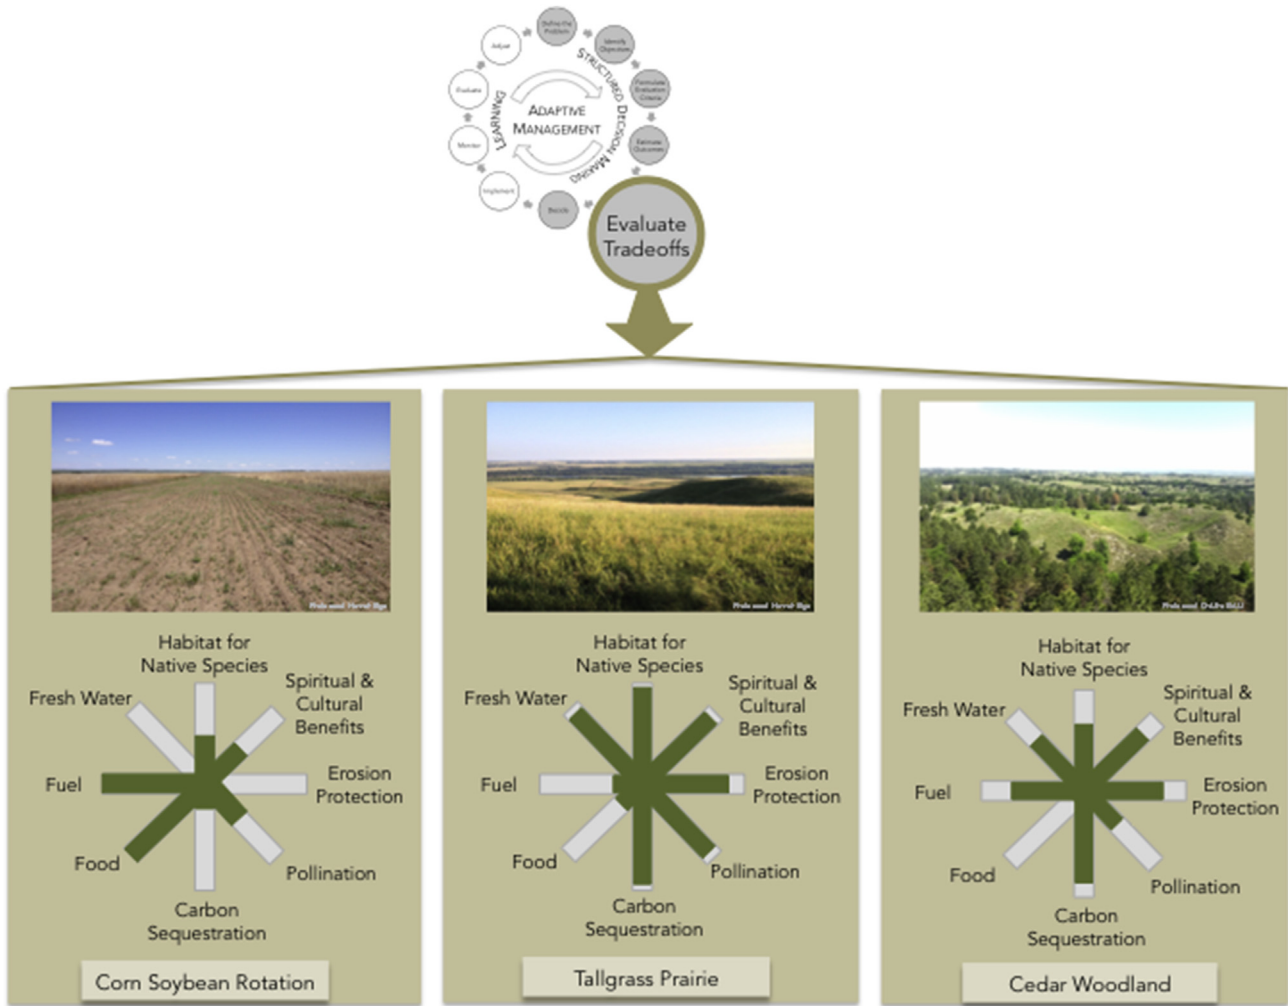 Define the
Problem
Identify
Objectives
Formulate
Evaluation
Criteria
Estimate
Outcomes
Evaluate
Tradeoffs
Decide
Implement
Monitor
Evaluate
Adjust
STRUCTURED DECISION MAKING
LEARNING
ADAPTIVE
MANAGEMENT
Habitat for
Native Species
Fresh Water
Spiritual &
Cultural
Benefits
Fuel
Erosion
Protection
Food
Pollination
Carbon
Sequestration
Corn Soybean Rotation
Habitat for
Native Species
Fresh Water
Spiritual &
Cultural
Benefits
Fuel
Erosion
Protection
Food
Pollination
Carbon
Sequestration
Tallgrass Prairie
Habitat for
Native Species
Fresh Water
Spiritual &
Cultural
Benefits
Fuel
Erosion
Protection
Food
Pollination
Carbon
Sequestration
Cedar Woodland